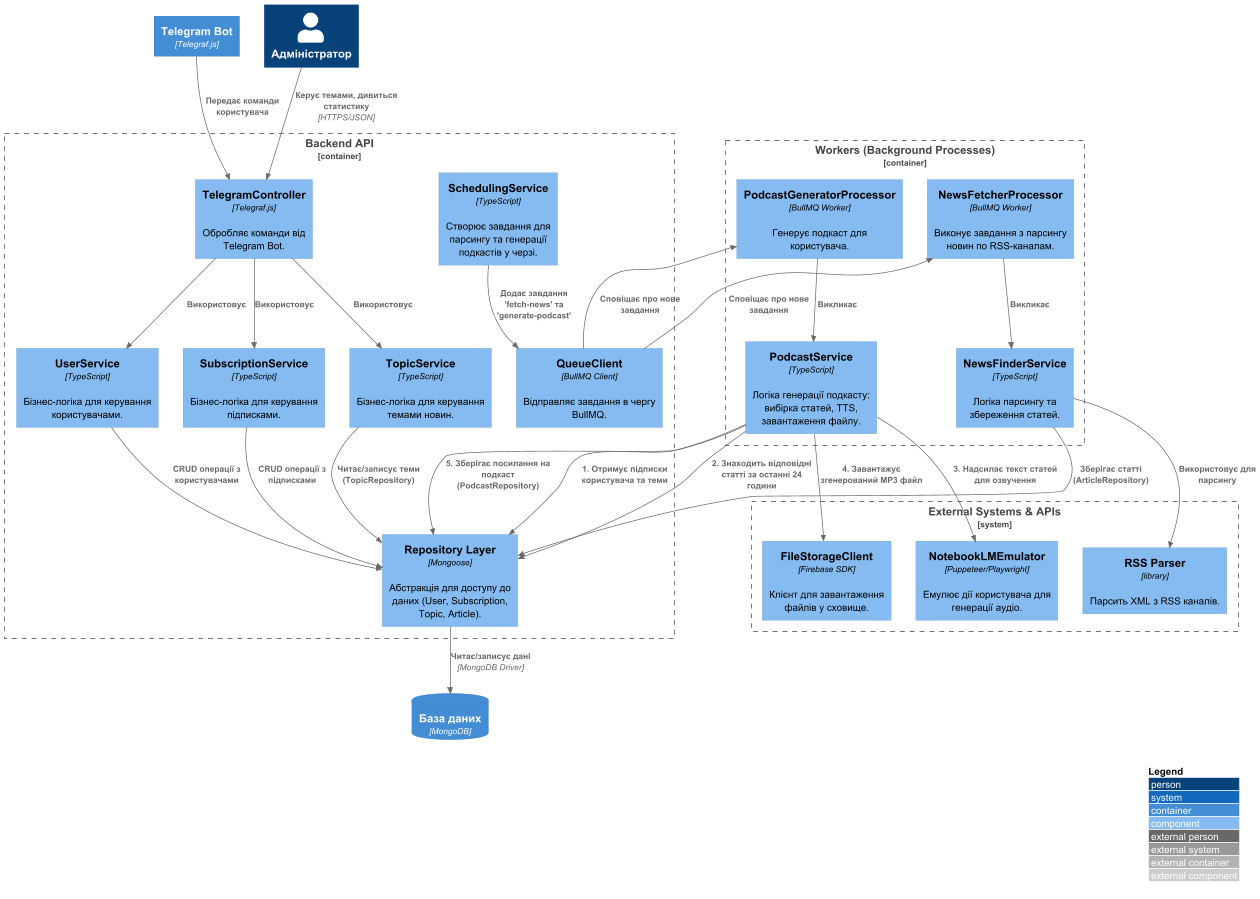 Telegram Bot
[Telegraf.js]
Адміністратор
Передає команди
користувача
Керує темами, дивиться
статистику
[HTTPS/JSON]
Backend API
[container]
TelegramController
[Telegraf.js]
Обробляє команди від
Telegram Bot.
SchedulingService
[TypeScript]
Створює завдання для
парсингу та генерації
подкастів у черзі.
Workers (Background Processes)
[container]
PodcastGeneratorProcessor
[BullMQ Worker]
Генерує подкаст для
користувача.
NewsFetcherProcessor
[BullMQ Worker]
Виконує завдання з парсингу
новин по RSS-каналам.
Використовує
Використовує
Використовує
Додає завдання
'fetch-news' та
'generate-podcast'
Сповіщає про нове
завдання
Сповіщає про нове
завдання
Викликає
Викликає
UserService
[TypeScript]
Бізнес-логіка для керування
користувачами.
SubscriptionService
[TypeScript]
Бізнес-логіка для керування
підписками.
TopicService
[TypeScript]
Бізнес-логіка для керування
темами новин.
QueueClient
[BullMQ Client]
Відправляє завдання в чергу
BullMQ.
PodcastService
[TypeScript]
Логіка генерації подкасту:
вибірка статей, TTS,
завантаження файлу.
NewsFinderService
[TypeScript]
Логіка парсингу та
збереження статей.
CRUD операції з
користувачами
CRUD операції з
підписками
Читає/записує теми
(TopicRepository)
5. Зберігає посилання на
подкаст
(PodcastRepository)
1. Отримує підписки
користувача та теми
2. Знаходить відповідні
статті за останні 24
години
4. Завантажує
згенерований MP3 файл
3. Надсилає текст статей
для озвучення
Зберігає статті
(ArticleRepository)
Використовує для
парсингу
External Systems & APIs
[system]
Repository Layer
[Mongoose]
Абстракція для доступу до
даних (User, Subscription,
Topic, Article).
FileStorageClient
[Firebase SDK]
Клієнт для завантаження
файлів у сховище.
NotebookLMEmulator
[Puppeteer/Playwright]
Емулює дії користувача для
генерації аудіо.
RSS Parser
[library]
Парсить XML з RSS каналів.
Читає/записує дані
[MongoDB Driver]
База даних
[MongoDB]
Legend
person
system
container
component
external person
external system
external container
external component